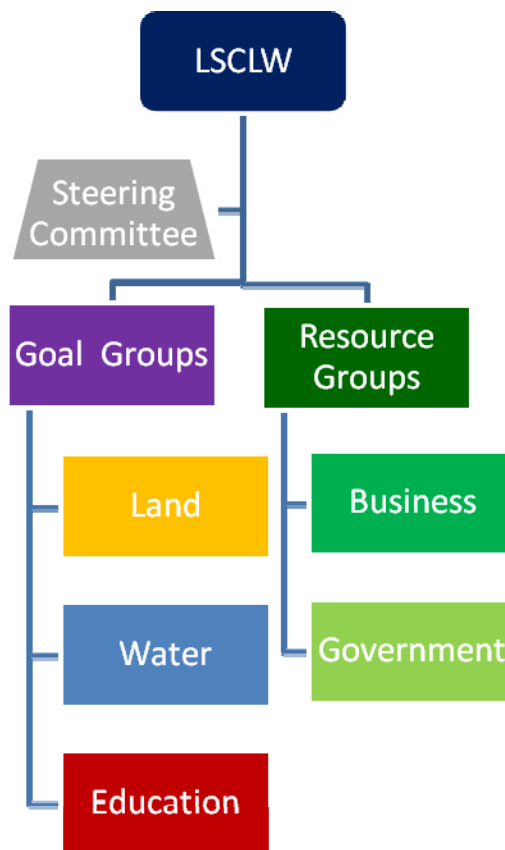 LSCLW
Steering
Committee
Goal Groups
Resource
Groups
Land
Business
Water
Government
Education